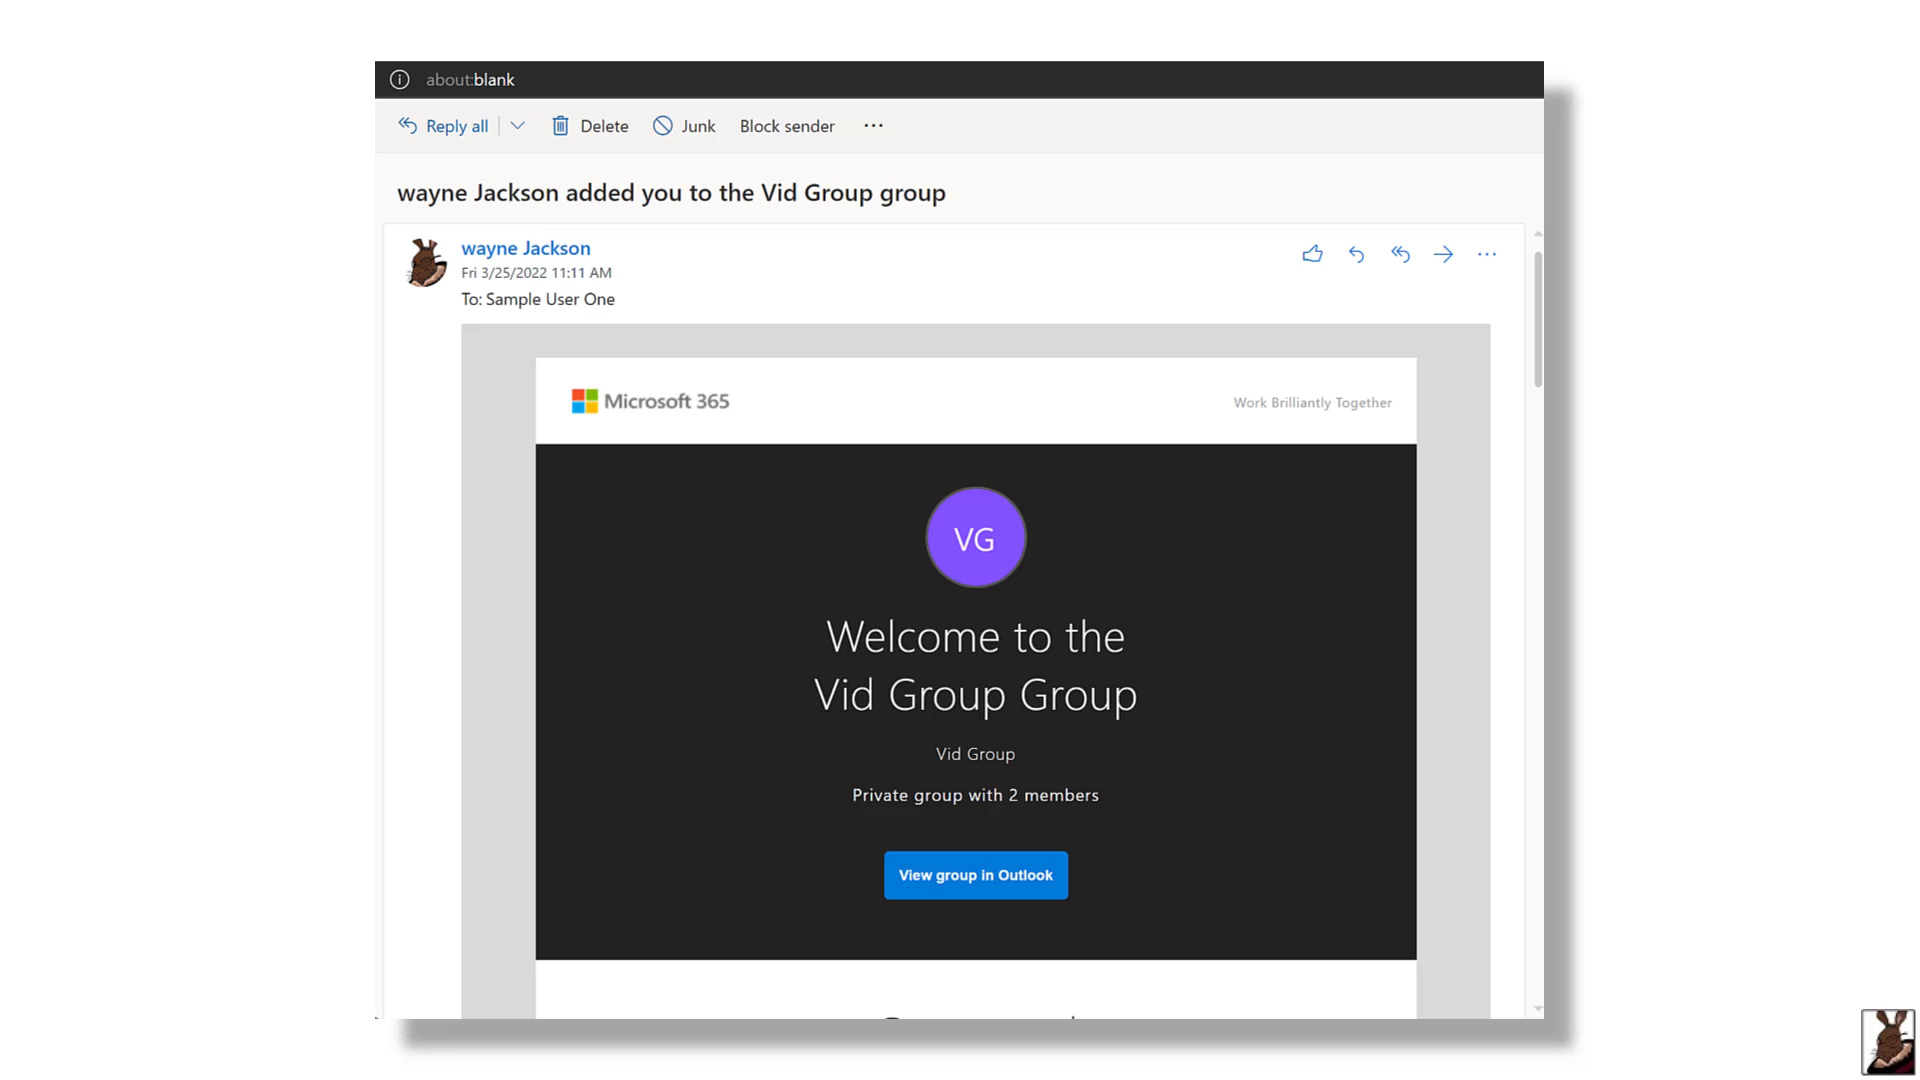 about:blank
Reply all Delete Junk Block sender ...
wayne Jackson added you to the Vid Group group
wayne Jackson
Fri 3/25/2022 11:11 AM
To: Sample User One
Microsoft 365
Work Brilliantly Together
VG
Welcome to the
Vid Group Group
Vid Group
Private group with 2 members
View group in Outlook